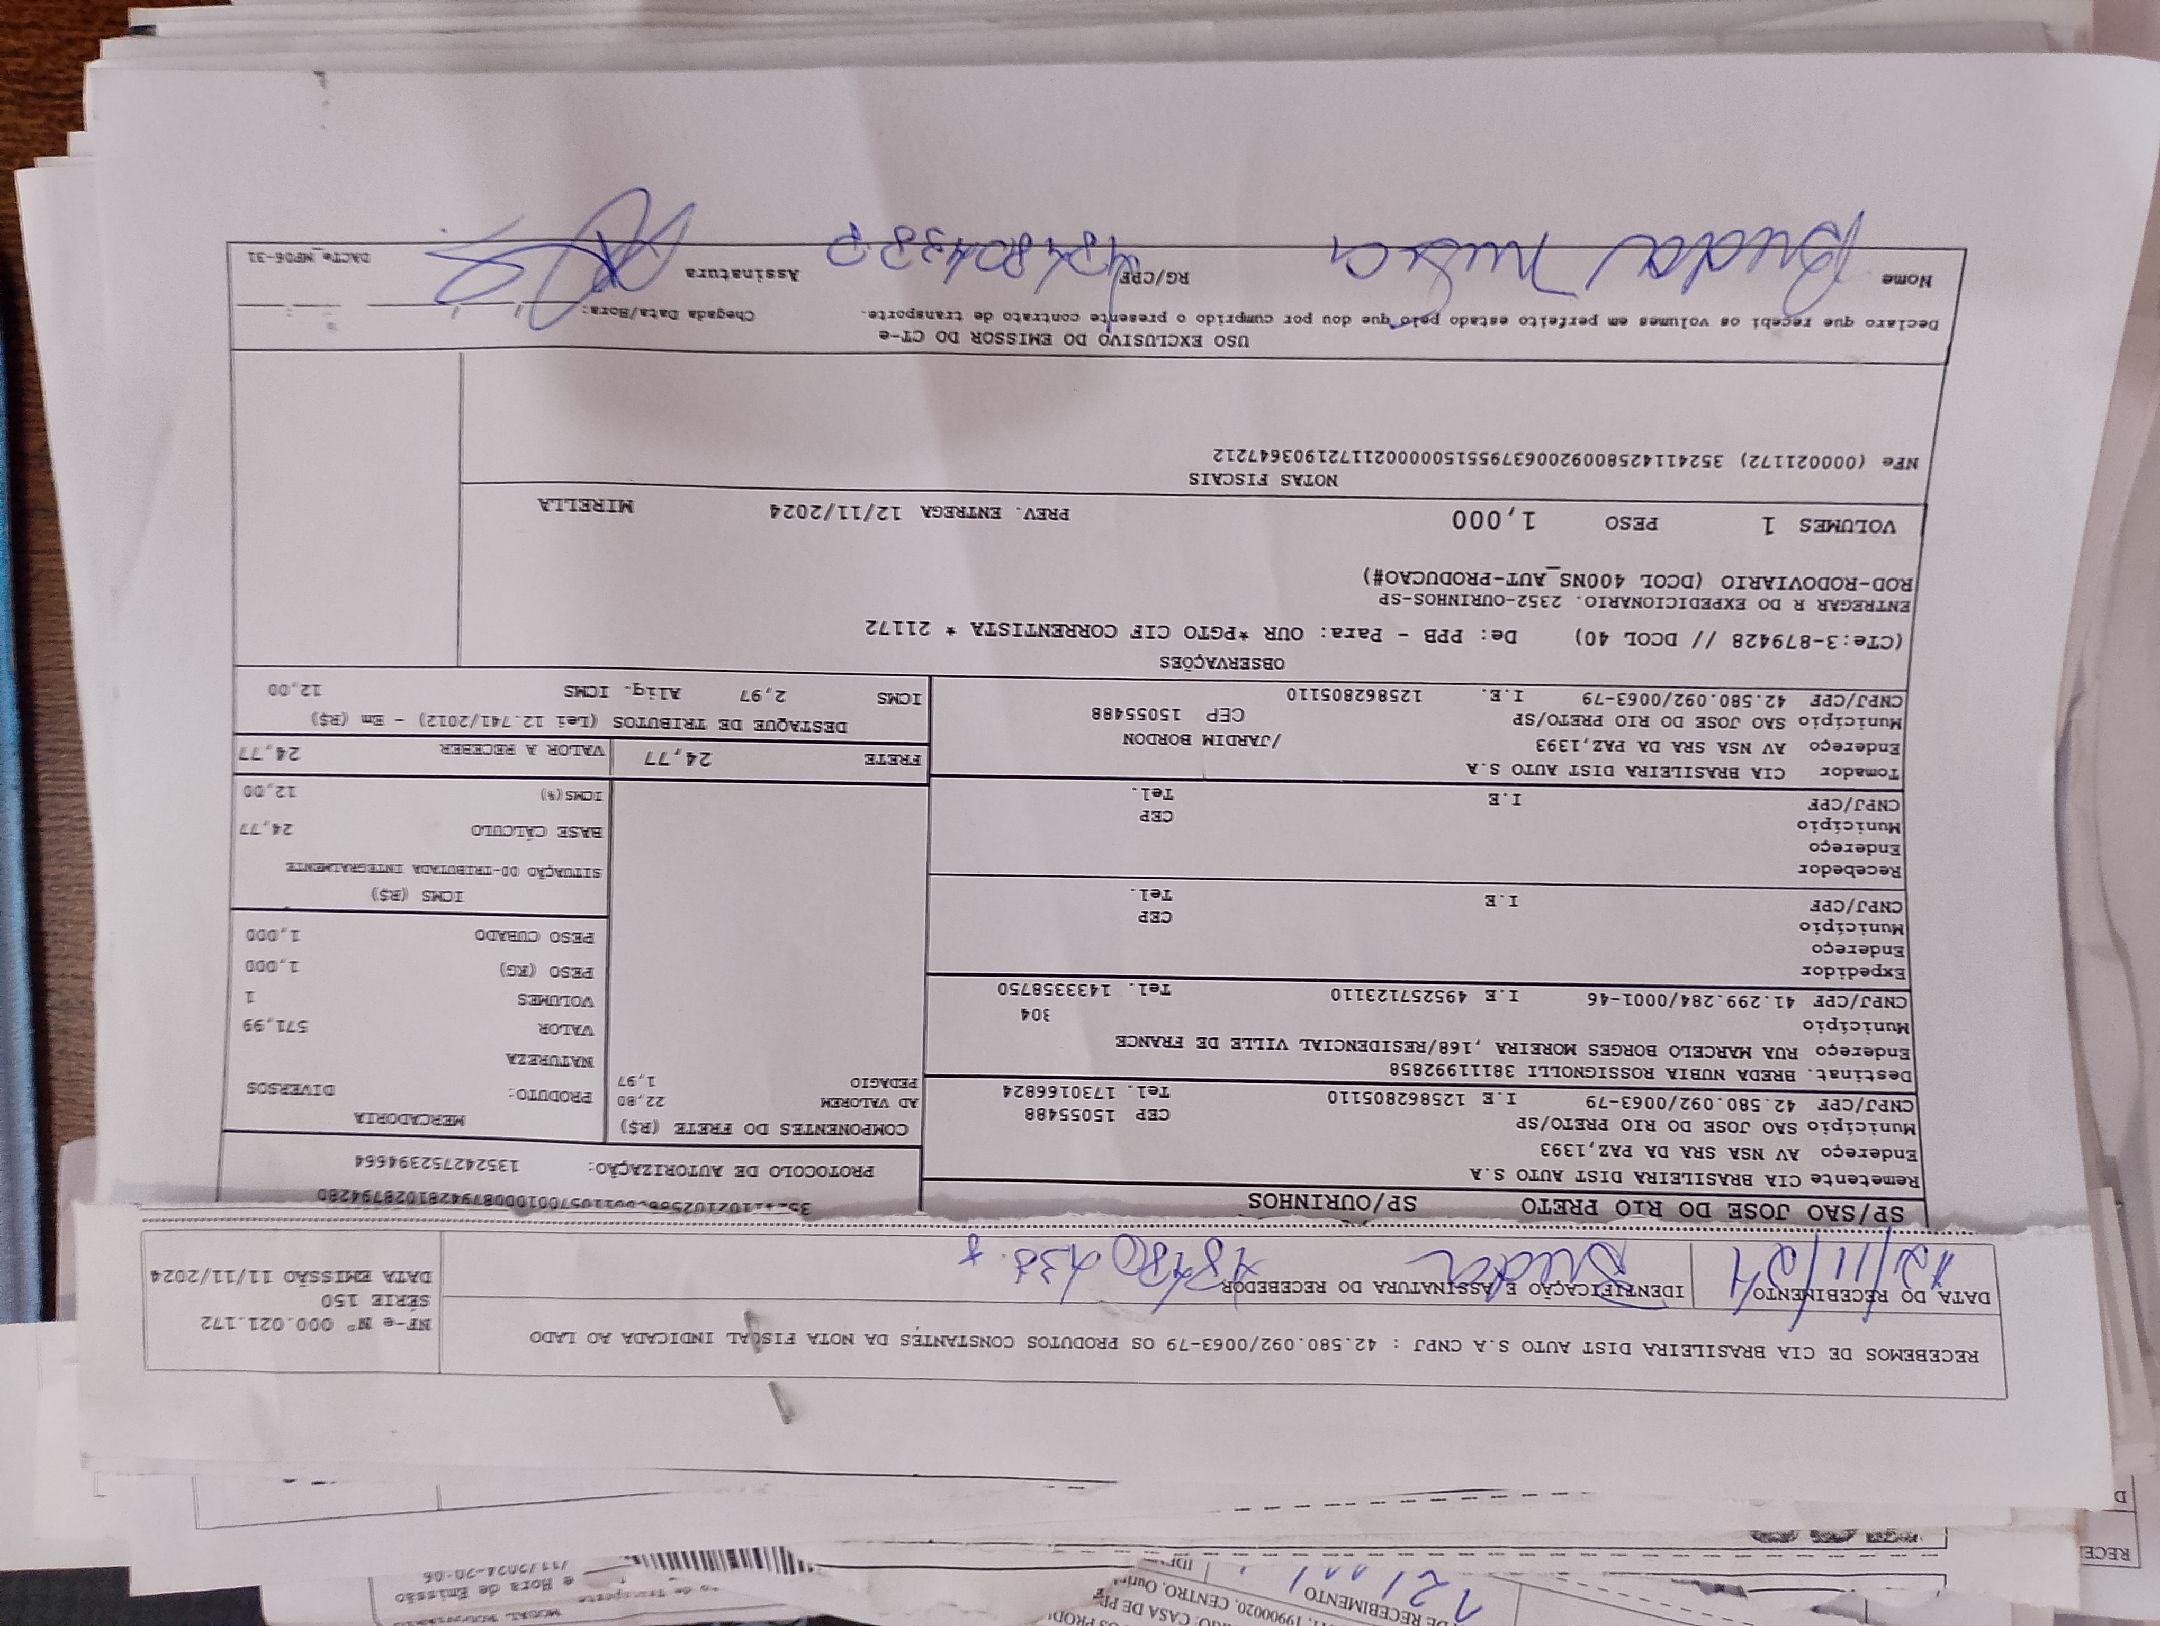 RECEBEMOS DE CIA BRASILEIRA DIST AUTO S.A CNPJ : 42.580.092/0063-79 OS PRODUTOS CONSTANTES DA NOTA FISCAL INDICADA AO LADO
NF-e Nº 000.021.172
SÉRIE 150
DATA EMISSÃO 11/11/2024
DATA DO RECEBIMENTO
IDENTIFICAÇÃO E ASSINATURA DO RECEBEDOR
12/11/24 Breda
SP/SAO JOSE DO RIO PRETO SP/OURINHOS
Remetente CIA BRASILEIRA DIST AUTO S.A
Endereço AV NSA SRA DA PAZ,1393
Município SAO JOSE DO RIO PRETO/SP CEP 15055488
CNPJ/CPF 42.580.092/0063-79 I.E 125862805110 Tel. 1730166824
Destinat. BREDA NUBIA ROSSIGNOLLI 38111992858
Endereço RUA MARCELO BORGES MOREIRA ,168/RESIDENCIAL VILLE DE FRANCE
Município 304
CNPJ/CPF 41.299.284/0001-46 I.E 495257123110 Tel. 1433358750
Expedidor
Endereço
Município CEP
CNPJ/CPF I.E Tel.
Recebedor
Endereço
Município CEP
CNPJ/CPF I.E Tel.
Tomador CIA BRASILEIRA DIST AUTO S.A
Endereço AV NSA SRA DA PAZ,1393 /JARDIM BORDON
Município SAO JOSE DO RIO PRETO/SP CEP 15055488
CNPJ/CPF 42.580.092/0063-79 I.E. 125862805110
PROTOCOLO DE AUTORIZAÇÃO: 135242752394664
COMPONENTES DO FRETE (R$)
AD VALOREM 22,80
PEDAGIO 1,97
MERCADORIA
PRODUTO: DIVERSOS
NATUREZA
VALOR 571,99
VOLUMES 1
PESO (KG) 1,000
PESO CUBADO 1,000
ICMS (R$)
SITUAÇÃO 00-TRIBUTADA INTEGRALMENTE
BASE CÁLCULO 24,77
ICMS(%) 12,00
FRETE 24,77 VALOR A RECEBER 24,77
DESTAQUE DE TRIBUTOS (Lei 12.741/2012) - Em (R$)
ICMS 2,97 Aliq. ICMS 12,00
OBSERVAÇÕES
(CTe:3-879428 // DCOL 40) De: PPB - Para: OUR *PGTO CIF CORRENTISTA * 21172
ENTREGAR R DO EXPEDICIONARIO. 2352-OURINHOS-SP
ROD-RODOVIARIO (DCOL 400NS_AUT-PRODUCAO#)
VOLUMES 1 PESO 1,000 PREV. ENTREGA 12/11/2024 MIRELLA
NOTAS FISCAIS
NFe (000021172) 35241142580092006379551500000211721903647212
USO EXCLUSIVO DO EMISSOR DO CT-e
Declaro que recebi os volumes em perfeito estado pelo que dou por cumprido o presente contrato de transporte.
Chegada Data/Hora:
Nome Breda RG/CPF Assinatura
DACTe_MP06-31